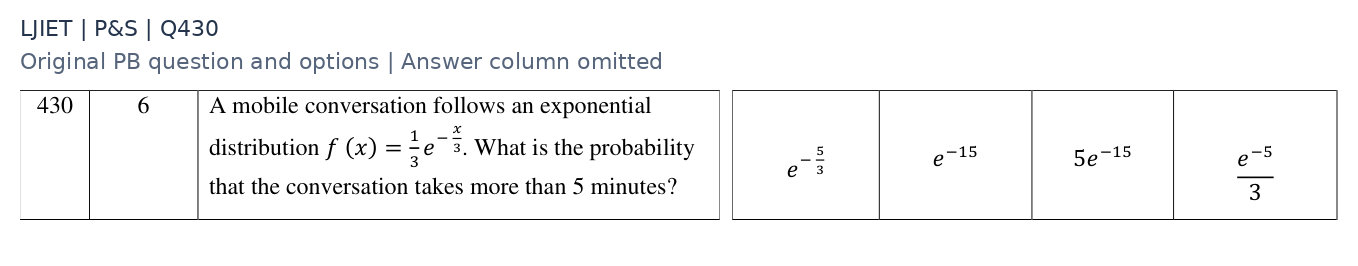 LJIET | P&S | Q430
Original PB question and options | Answer column omitted
430 6 A mobile conversation follows an exponential
distribution f (x) = 1/3 e^{-x/3}. What is the probability
that the conversation takes more than 5 minutes?
e^{-5/3} e^{-15} 5e^{-15} e^{-5}/3